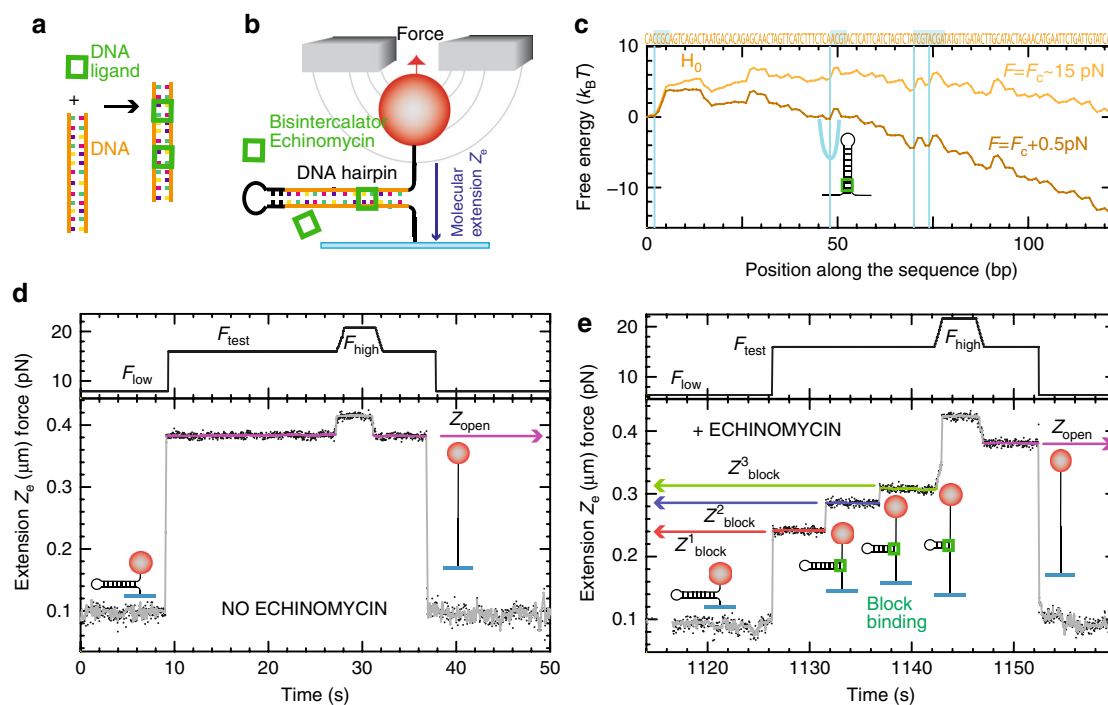 a
DNA
ligand
+
DNA
b
Force
Bisintercalator
Echinomycin
DNA hairpin
Molecular
extension Ze
c
CACCCGCAGTCAGACTAATGACACAGAGCAACTAGTTCATCTTTCTCAACGTACTCATTCATCTAGTCTATCGTACGATATGTTGATACTTGCATACTAGAACATGAATTCTGATTGTATC
10
0
−10
Free energy (kBT)
H0
F=Fc~15 pN
F=Fc+0.5pN
0
50
100
Position along the sequence (bp)
d
20
10
Flow
Ftest
Fhigh
0.4
0.3
0.2
0.1
Extension Ze (μm) force (pN)
Zopen
NO ECHINOMYCIN
0
10
20
30
40
50
Time (s)
e
20
10
Flow
Ftest
Fhigh
0.4
0.3
0.2
0.1
Extension Ze (μm) force (pN)
+ ECHINOMYCIN
Zopen
Z3block
Z2block
Z1block
Block
binding
1120
1130
1140
1150
Time (s)